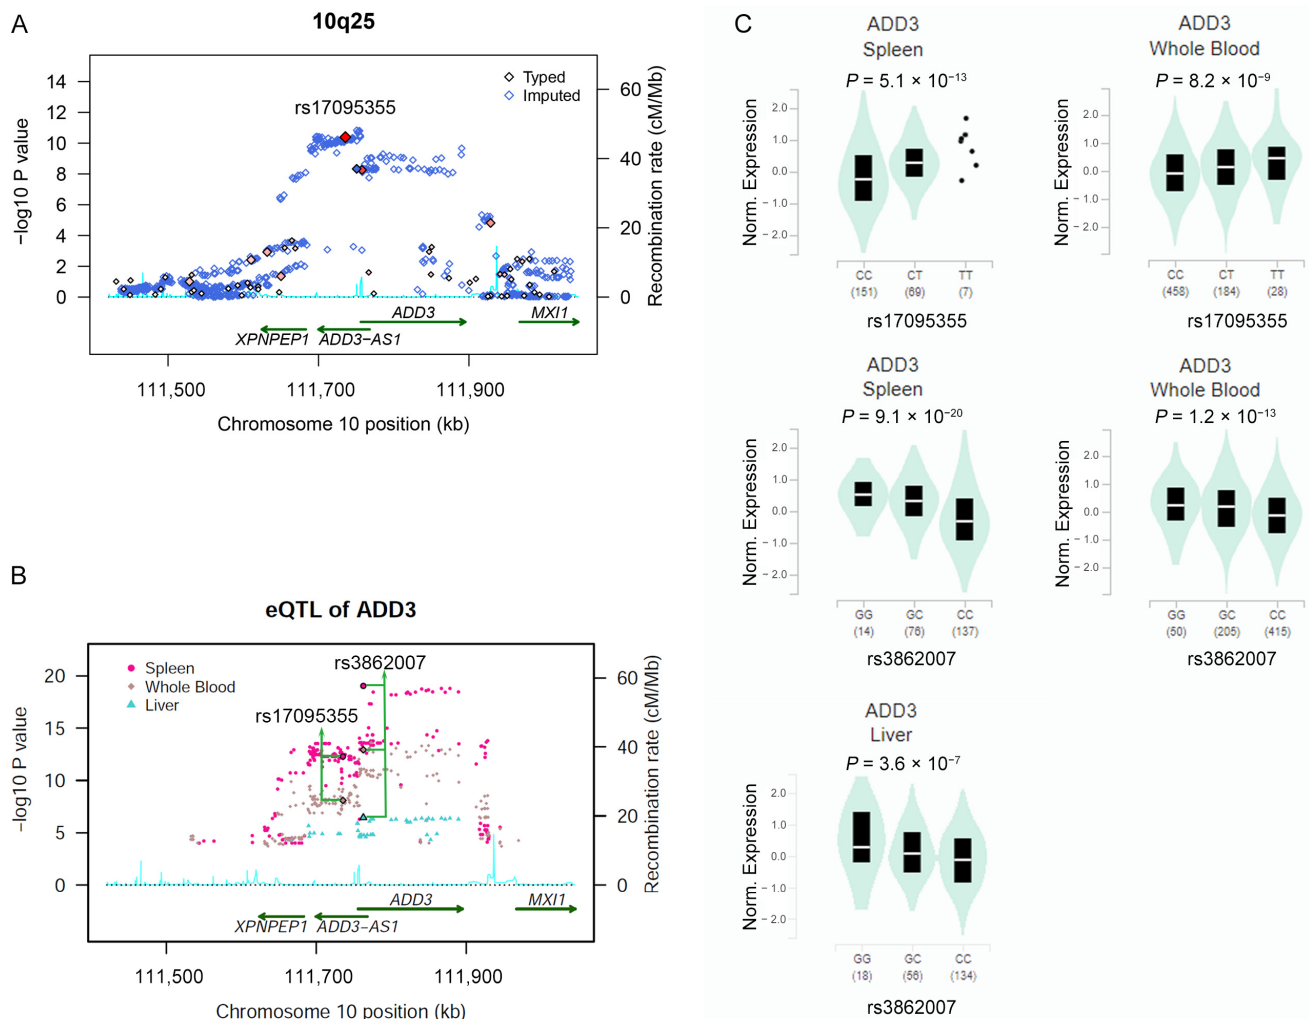 A
10q25
14
12
10
8
6
4
2
0
−log10 P value
rs17095355
Typed
Imputed
60
40
20
0
Recombination rate (cM/Mb)
ADD3
MXI1
XPNPEP1
ADD3−AS1
111,500
111,700
111,900
Chromosome 10 position (kb)
B
eQTL of ADD3
20
15
10
5
0
−log10 P value
Spleen
Whole Blood
Liver
rs3862007
rs17095355
60
40
20
0
Recombination rate (cM/Mb)
ADD3
MXI1
XPNPEP1
ADD3−AS1
111,500
111,700
111,900
Chromosome 10 position (kb)
C
ADD3
Spleen
P = 5.1 × 10⁻¹³
Norm. Expression
2.0
1.0
0.0
−1.0
−2.0
CC
CT
TT
(151)
(69)
(7)
rs17095355
ADD3
Whole Blood
P = 8.2 × 10⁻⁹
Norm. Expression
2.0
1.0
0.0
−1.0
−2.0
CC
CT
TT
(458)
(184)
(28)
rs17095355
ADD3
Spleen
P = 9.1 × 10⁻²⁰
Norm. Expression
2.0
1.0
0.0
−1.0
−2.0
GG
GC
CC
(14)
(76)
(137)
rs3862007
ADD3
Whole Blood
P = 1.2 × 10⁻¹³
Norm. Expression
2.0
1.0
0.0
−1.0
−2.0
GG
GC
CC
(50)
(205)
(415)
rs3862007
ADD3
Liver
P = 3.6 × 10⁻⁷
Norm. Expression
2.0
1.0
0.0
−1.0
−2.0
GG
GC
CC
(18)
(56)
(134)
rs3862007